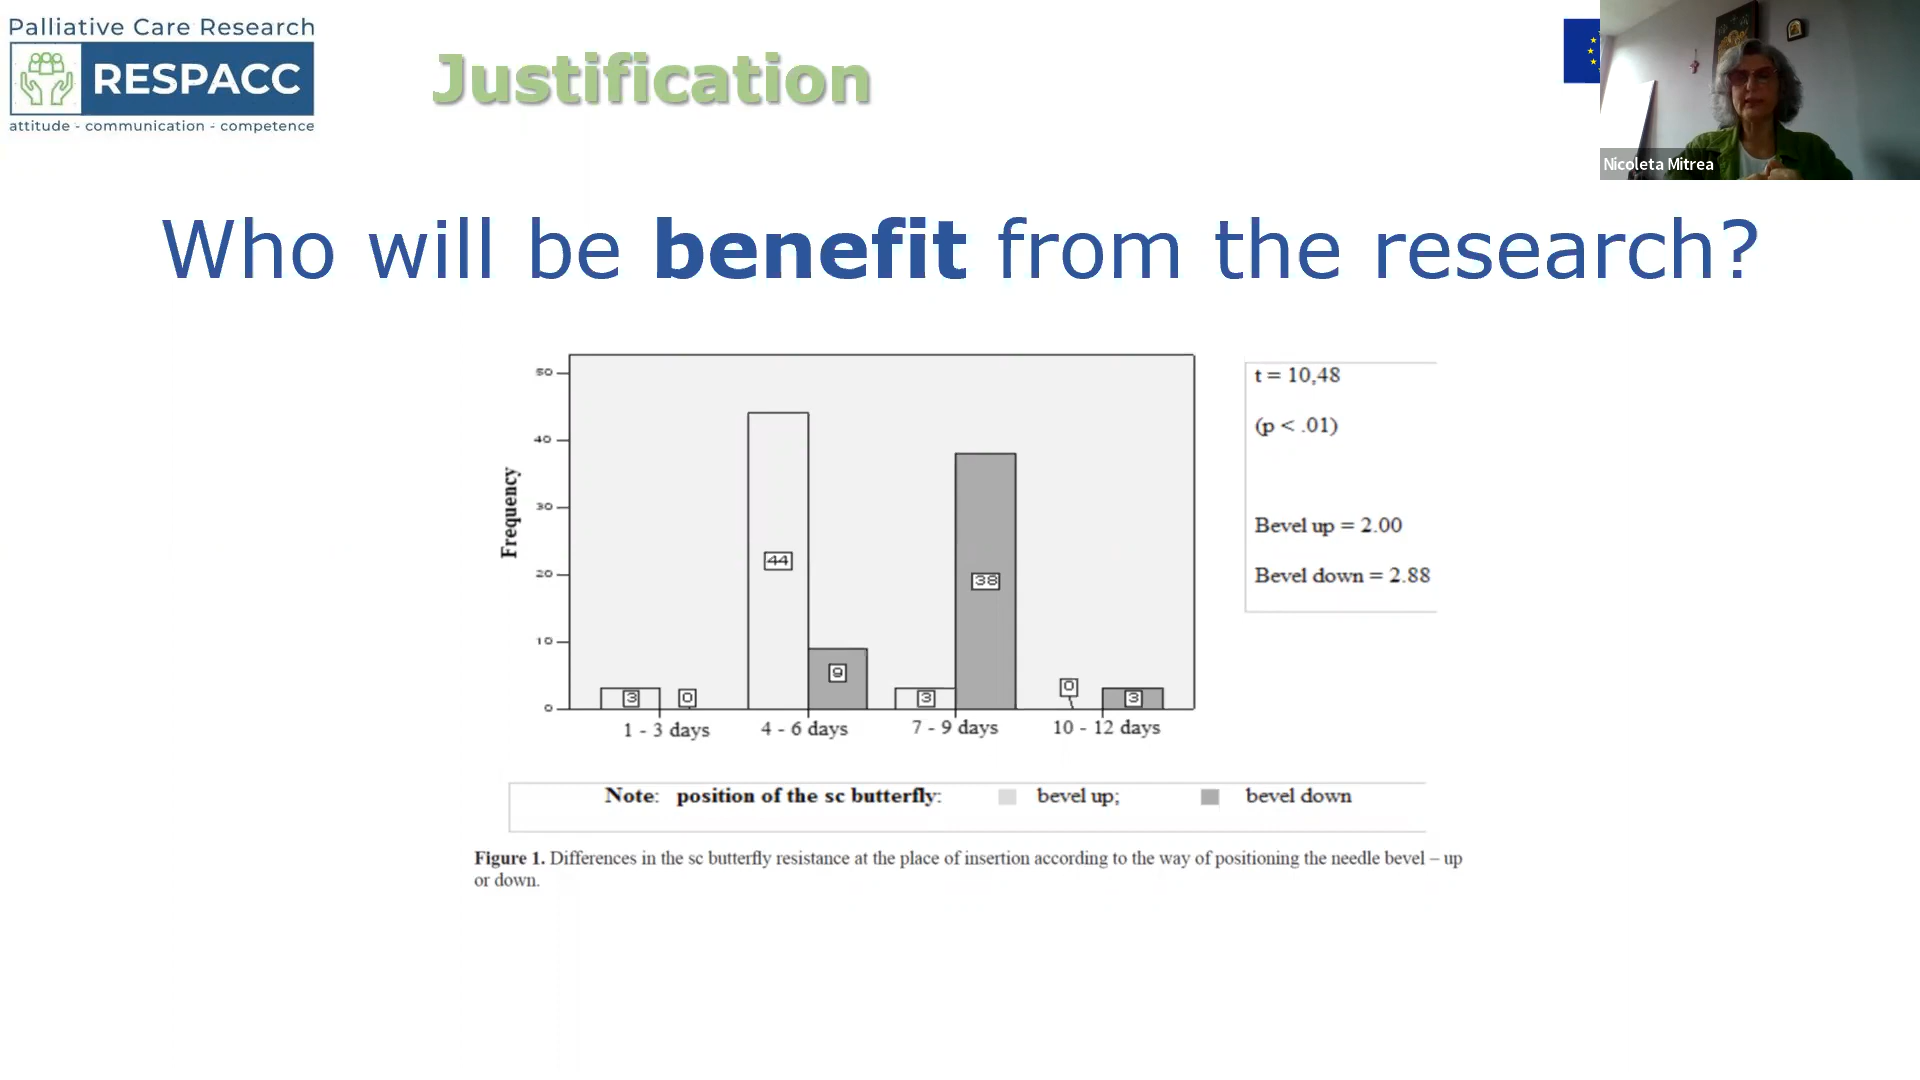 Palliative Care Research
RESPACC
attitude - communication - competence
Justification
Nicoleta Mitrea
Who will be benefit from the research?
50
40
30
20
10
0
Frequency
44
38
9
3
0
3
0
3
1 - 3 days
4 - 6 days
7 - 9 days
10 - 12 days
t = 10,48
(p < .01)
Bevel up = 2.00
Bevel down = 2.88
Note: position of the sc butterfly: bevel up; bevel down
Figure 1. Differences in the sc butterfly resistance at the place of insertion according to the way of positioning the needle bevel – up
or down.